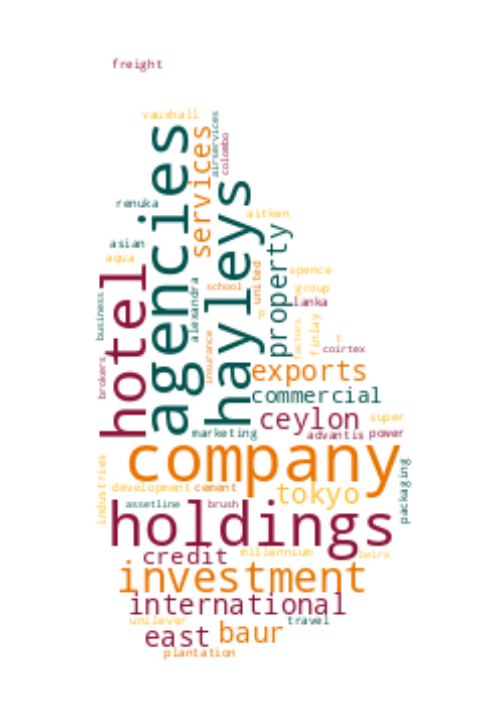 freight
vauxhall
agencies
services
airservices
colombo
hayleys
renuka
aitken
property
asian
aqua
hotel
spence
united
alexandra
school
group
lanka
business
p
finlay
factors
insurance
t
coirtex
brokers
exports
commercial
ceylon
super
marketing
advantis
power
company
industries
packaging
development
cement
tokyo
assetline
brush
holdings
credit
millennium
beira
investment
international
unilever
travel
east
baur
plantation